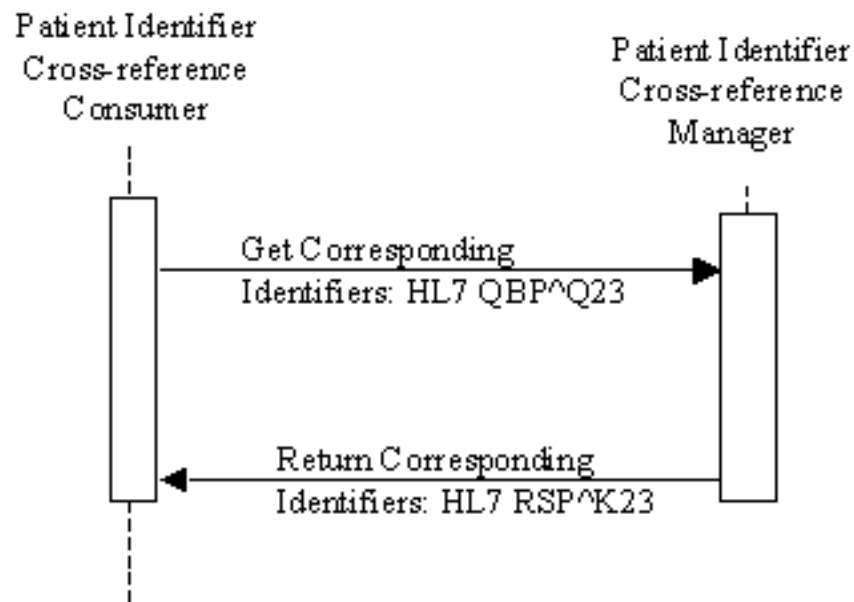 Patient Identifier
Cross-reference
Consumer
Patient Identifier
Cross-reference
Manager
Get Corresponding
Identifiers: HL7 QBP^Q23
Return Corresponding
Identifiers: HL7 RSP^K23